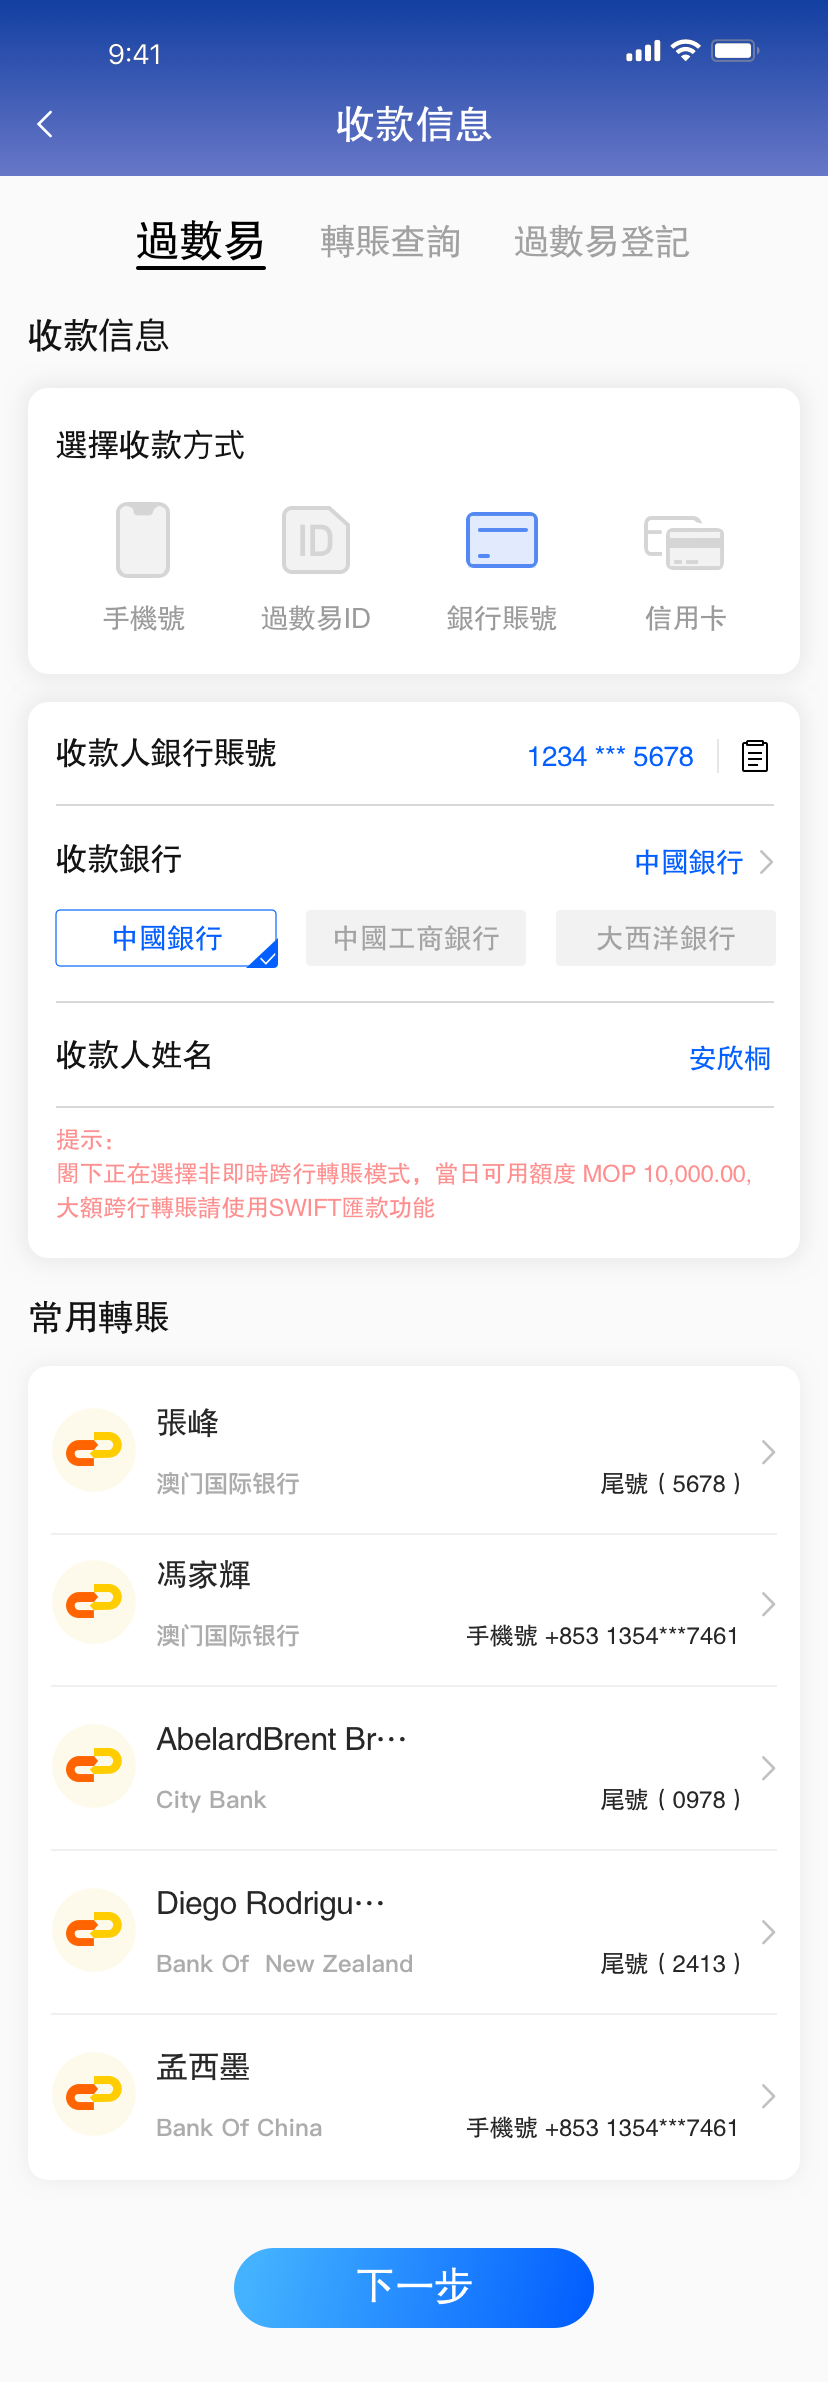 9:41
收款信息
過數易 轉賬查詢 過數易登記
收款信息
選擇收款方式
ID
手機號 過數易ID 銀行賬號 信用卡
收款人銀行賬號 1234 *** 5678
收款銀行 中國銀行
中國銀行 中國工商銀行 大西洋銀行
收款人姓名 安欣桐
提示：
閣下正在選擇非即時跨行轉賬模式，當日可用額度 MOP 10,000.00,
大額跨行轉賬請使用SWIFT匯款功能
常用轉賬
張峰
澳门国际银行 尾號（5678）
馮家輝
澳门国际银行 手機號 +853 1354***7461
AbelardBrent Br···
City Bank 尾號（0978）
Diego Rodrigu···
Bank Of  New Zealand 尾號（2413）
孟西墨
Bank Of China 手機號 +853 1354***7461
下一步